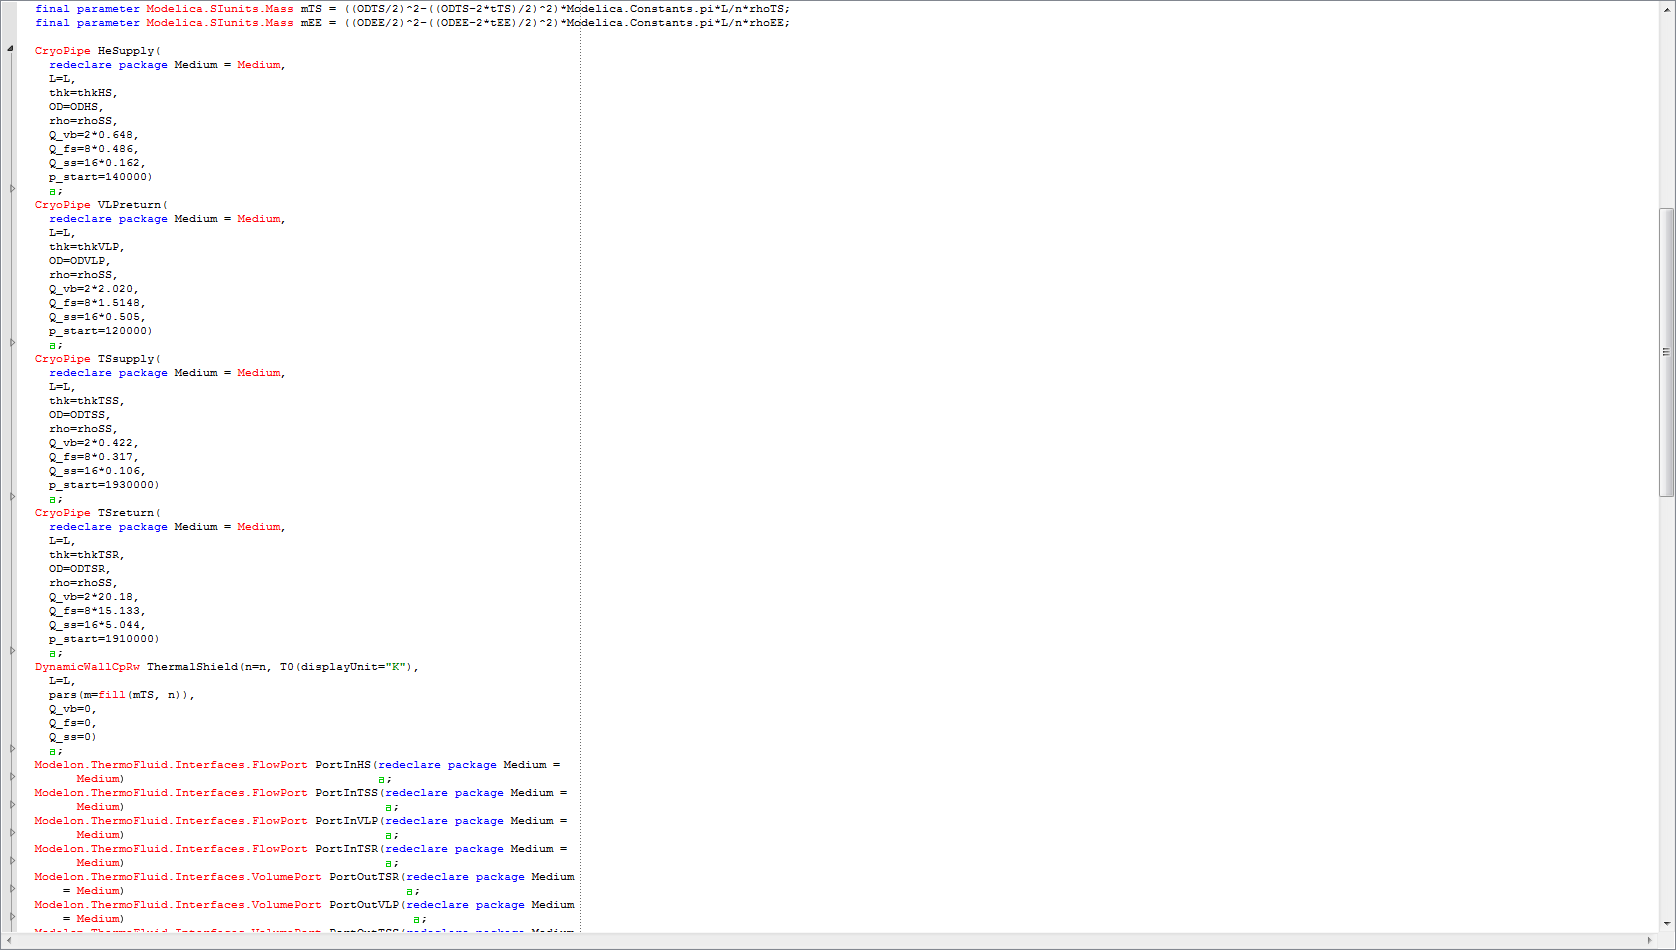 final parameter Modelica.SIunits.Mass mTS = ((ODTS/2)^2-((ODTS-2*tTS)/2)^2)*Modelica.Constants.pi*L/n*rhoTS;
final parameter Modelica.SIunits.Mass mEE = ((ODEE/2)^2-((ODEE-2*tEE)/2)^2)*Modelica.Constants.pi*L/n*rhoEE;
CryoPipe HeSupply(
redeclare package Medium = Medium,
L=L,
thk=thkHS,
OD=ODHS,
rho=rhoSS,
Q_vb=2*0.648,
Q_fs=8*0.486,
Q_ss=16*0.162,
p_start=140000)
a;
CryoPipe VLPreturn(
redeclare package Medium = Medium,
L=L,
thk=thkVLP,
OD=ODVLP,
rho=rhoSS,
Q_vb=2*2.020,
Q_fs=8*1.5148,
Q_ss=16*0.505,
p_start=120000)
a;
CryoPipe TSsupply(
redeclare package Medium = Medium,
L=L,
thk=thkTSS,
OD=ODTSS,
rho=rhoSS,
Q_vb=2*0.422,
Q_fs=8*0.317,
Q_ss=16*0.106,
p_start=1930000)
a;
CryoPipe TSreturn(
redeclare package Medium = Medium,
L=L,
thk=thkTSR,
OD=ODTSR,
rho=rhoSS,
Q_vb=2*20.18,
Q_fs=8*15.133,
Q_ss=16*5.044,
p_start=1910000)
a;
DynamicWallCpRw ThermalShield(n=n, T0(displayUnit="K"),
L=L,
pars(m=fill(mTS, n)),
Q_vb=0,
Q_fs=0,
Q_ss=0)
a;
Modelon.ThermoFluid.Interfaces.FlowPort PortInHS(redeclare package Medium =
Medium) a;
Modelon.ThermoFluid.Interfaces.FlowPort PortInTSS(redeclare package Medium =
Medium) a;
Modelon.ThermoFluid.Interfaces.FlowPort PortInVLP(redeclare package Medium =
Medium) a;
Modelon.ThermoFluid.Interfaces.FlowPort PortInTSR(redeclare package Medium =
Medium) a;
Modelon.ThermoFluid.Interfaces.VolumePort PortOutTSR(redeclare package Medium
= Medium) a;
Modelon.ThermoFluid.Interfaces.VolumePort PortOutVLP(redeclare package Medium
= Medium) a;
Modelon.ThermoFluid.Interfaces.VolumePort PortOutTSS(redeclare package Medium